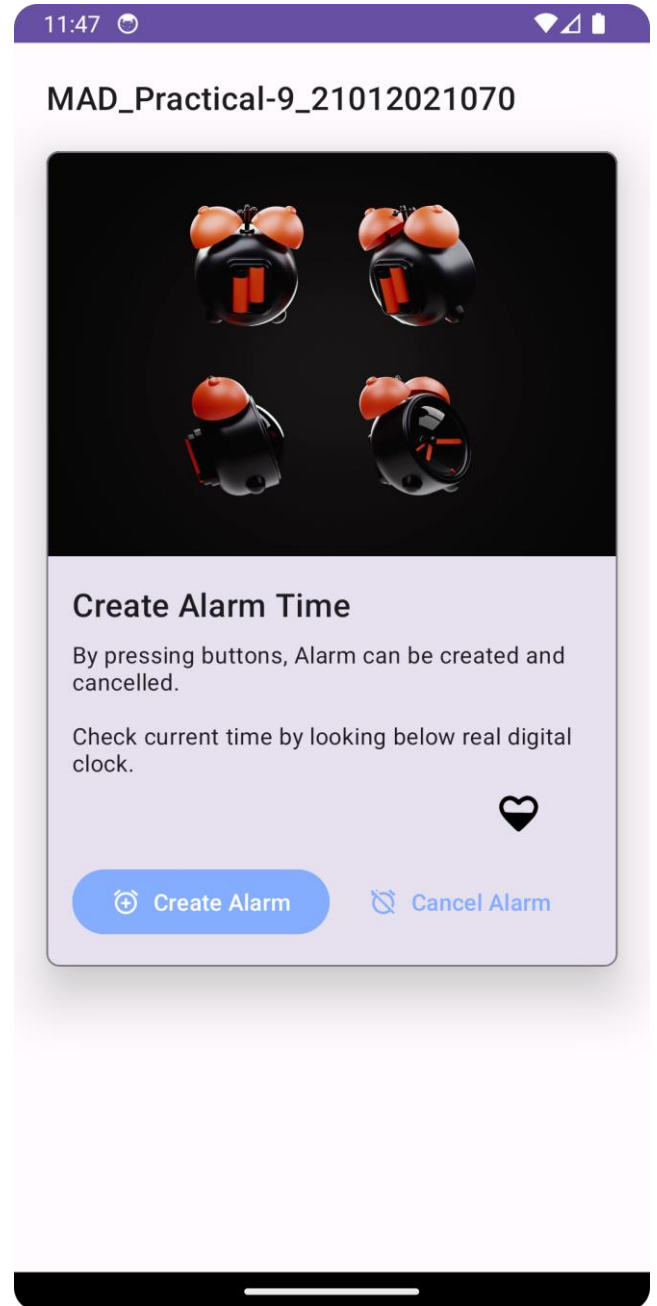 11:47
MAD_Practical-9_21012021070
Create Alarm Time
By pressing buttons, Alarm can be created and
cancelled.
Check current time by looking below real digital
clock.
Create Alarm
Cancel Alarm